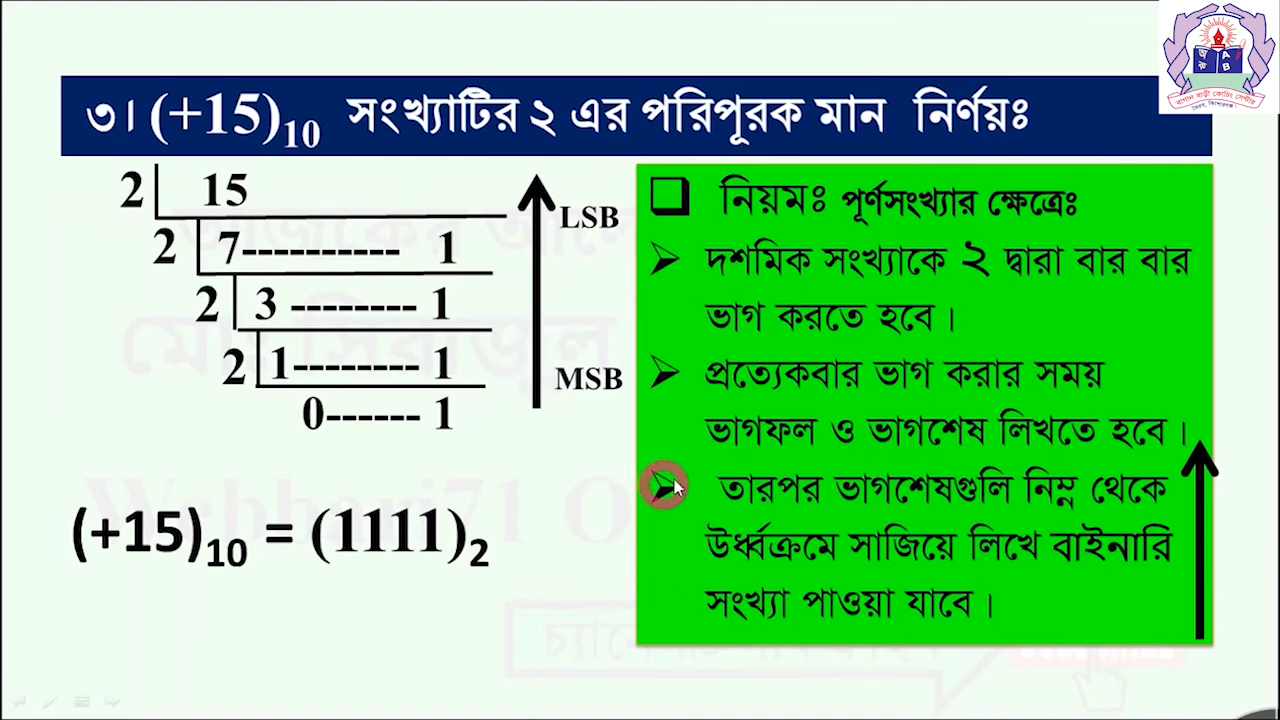 ৩। (+15)10 সংখ্যাটির ২ এর পরিপূরক মান নির্ণয়ঃ
2 15
2 7---------- 1
2 3 -------- 1
2 1-------- 1
0------ 1
LSB
MSB
(+15)10 = (1111)2
নিয়মঃ পূর্ণসংখ্যার ক্ষেত্রেঃ
দশমিক সংখ্যাকে ২ দ্বারা বার বার
ভাগ করতে হবে।
প্রত্যেকবার ভাগ করার সময়
ভাগফল ও ভাগশেষ লিখতে হবে।
তারপর ভাগশেষগুলি নিম্ন থেকে
উর্ধ্বক্রমে সাজিয়ে লিখে বাইনারি
সংখ্যা পাওয়া যাবে।